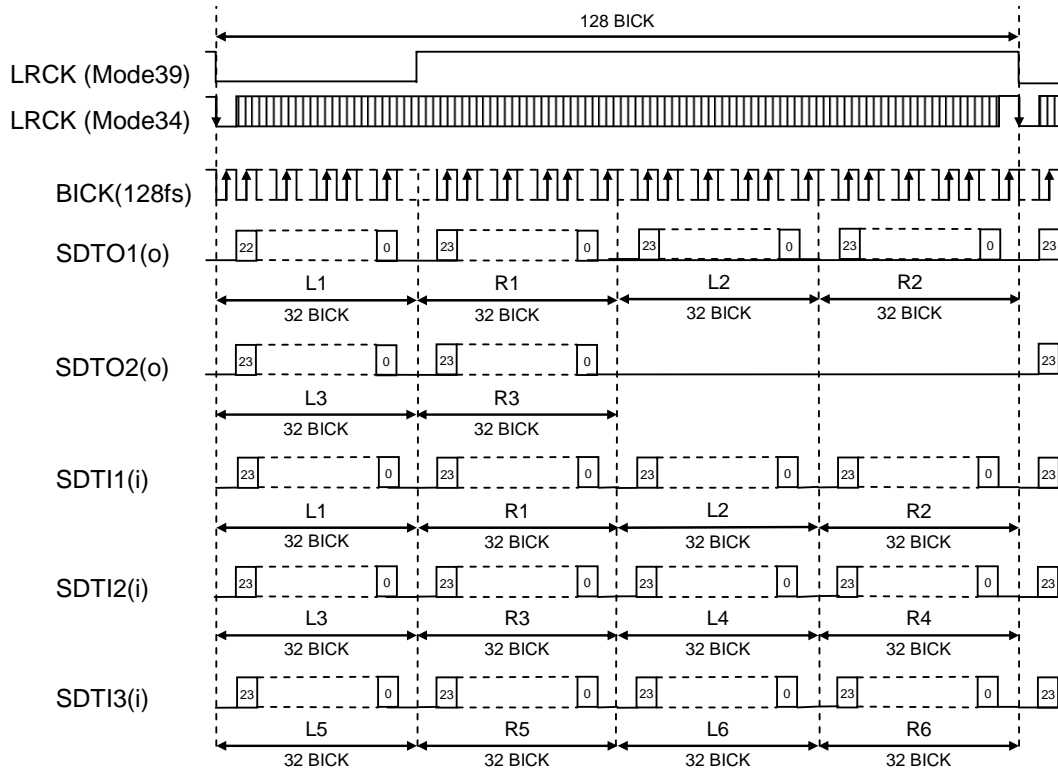 128 BICK
LRCK (Mode39)
LRCK (Mode34)
BICK(128fs)
SDTO1(o)
22 0 23 0 23 0 23 0 23
L1 R1 L2 R2
32 BICK 32 BICK 32 BICK 32 BICK
SDTO2(o)
23 0 23 0 23
L3 R3
32 BICK 32 BICK
SDTI1(i)
23 0 23 0 23 0 23 0 23
L1 R1 L2 R2
32 BICK 32 BICK 32 BICK 32 BICK
SDTI2(i)
23 0 23 0 23 0 23 0 23
L3 R3 L4 R4
32 BICK 32 BICK 32 BICK 32 BICK
SDTI3(i)
23 0 23 0 23 0 23 0 23
L5 R5 L6 R6
32 BICK 32 BICK 32 BICK 32 BICK